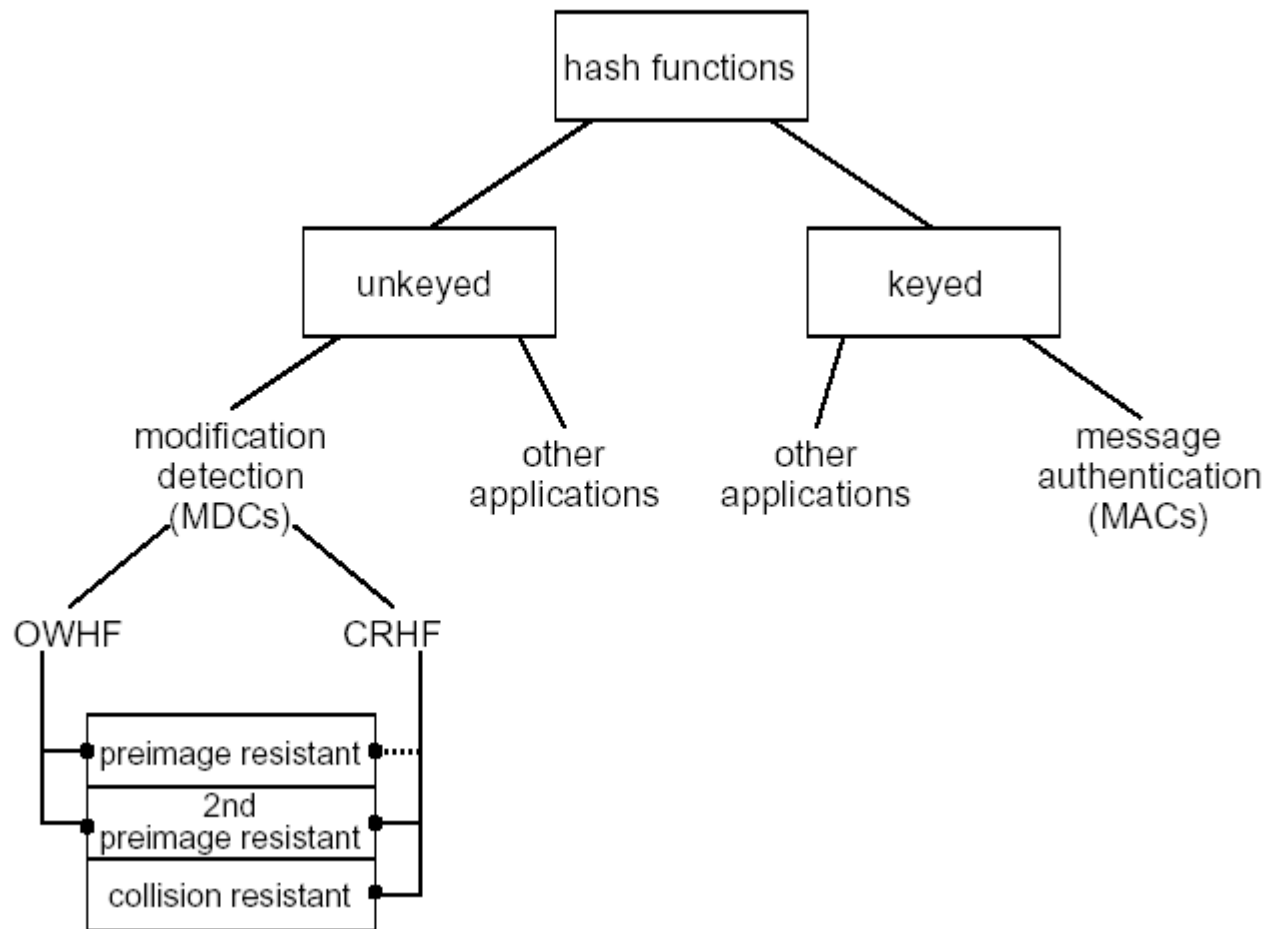 hash functions
unkeyed
keyed
modification
detection
(MDCs)
other
applications
other
applications
message
authentication
(MACs)
OWHF
CRHF
preimage resistant
2nd
preimage resistant
collision resistant